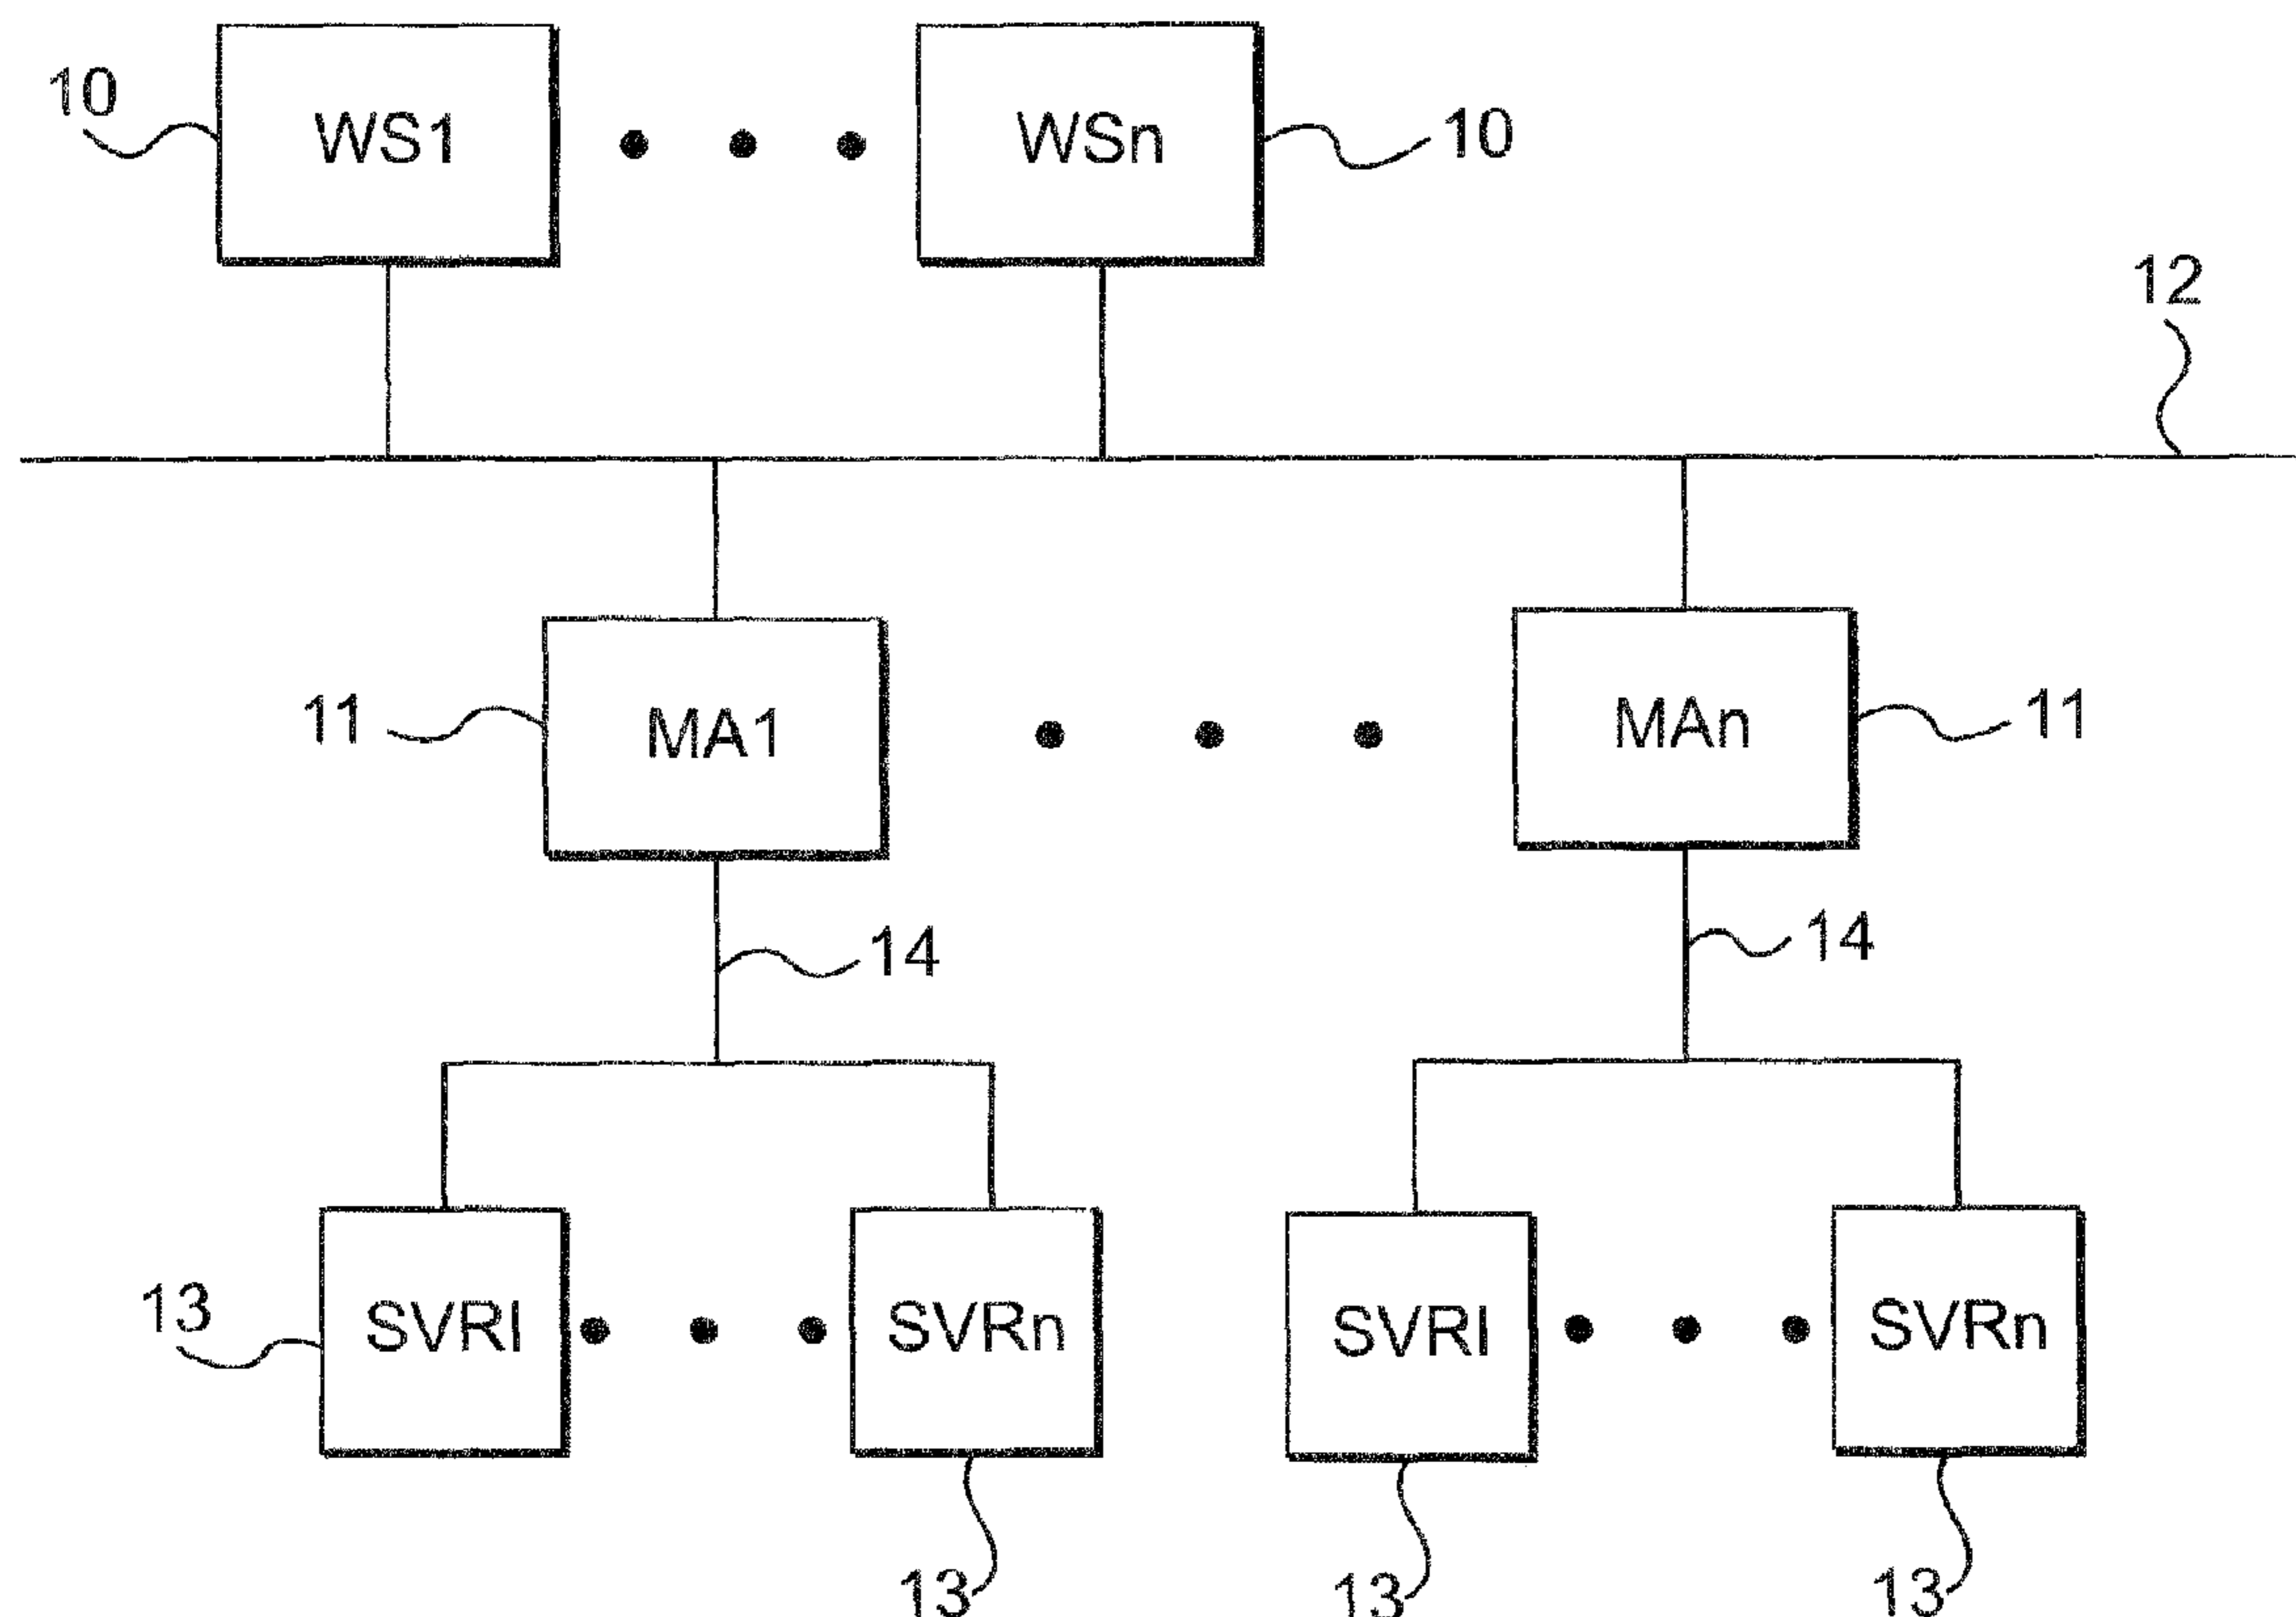 10 WS1 WSn 10
12
11 MA1 MAn 11
14 14
13 SVRI SVRn SVRI SVRn
13 13 13